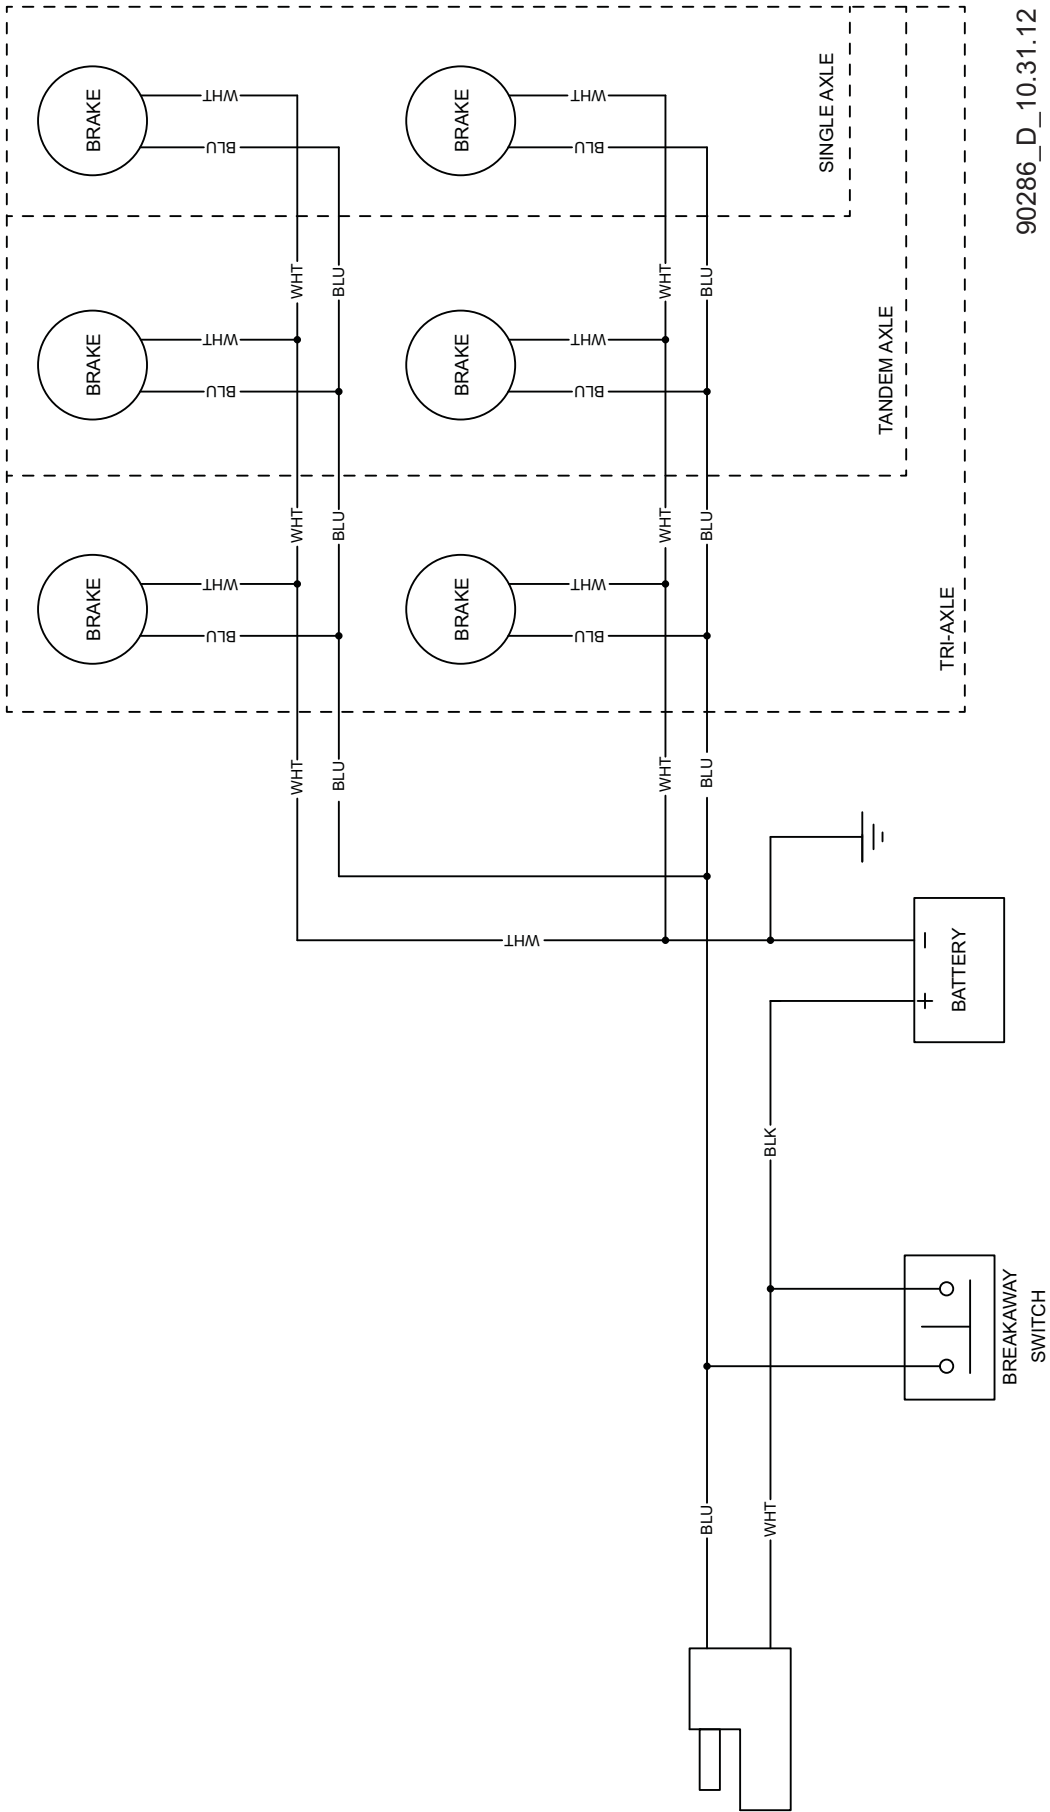 90286_D_10.31.12
BRAKE
WHT
BLU
BRAKE
WHT
BLU
SINGLE AXLE
WHT
BLU
WHT
BLU
BRAKE
WHT
BLU
BRAKE
WHT
BLU
TANDEM AXLE
WHT
BLU
WHT
BLU
BRAKE
WHT
BLU
BRAKE
WHT
BLU
TRI-AXLE
WHT
BLU
WHT
BLU
WHT
+ −
BATTERY
BLK
BREAKAWAY
SWITCH
BLU
WHT